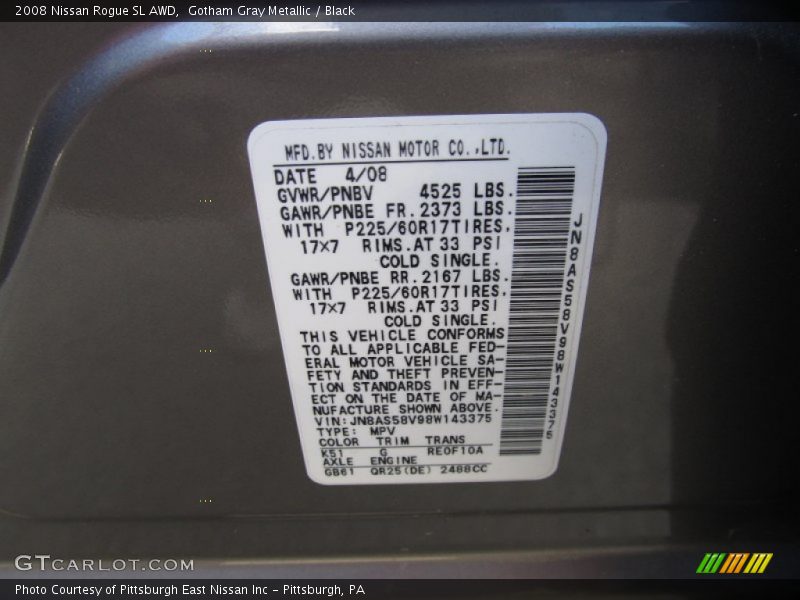 2008 Nissan Rogue SL AWD,  Gotham Gray Metallic / Black
MFD.BY NISSAN MOTOR CO.,LTD.
DATE 4/08
GVWR/PNBV 4525 LBS.
GAWR/PNBE FR.2373 LBS.
WITH P225/60R17TIRES.
17×7 RIMS.AT 33 PSI
COLD SINGLE.
GAWR/PNBE RR.2167 LBS.
WITH P225/60R17TIRES.
17×7 RIMS.AT 33 PSI
COLD SINGLE.
THIS VEHICLE CONFORMS
TO ALL APPLICABLE FED-
ERAL MOTOR VEHICLE SA-
FETY AND THEFT PREVEN-
TION STANDARDS IN EFF-
ECT ON THE DATE OF MA-
NUFACTURE SHOWN ABOVE.
VIN:JN8AS58V98W143375
TYPE: MPV
COLOR TRIM TRANS
K51 G RE0F10A
AXLE ENGINE
GB61 QR25(DE) 2488CC
JN8AS58V98W143375
GTCARLOT.COM
Photo Courtesy of Pittsburgh East Nissan Inc - Pittsburgh, PA